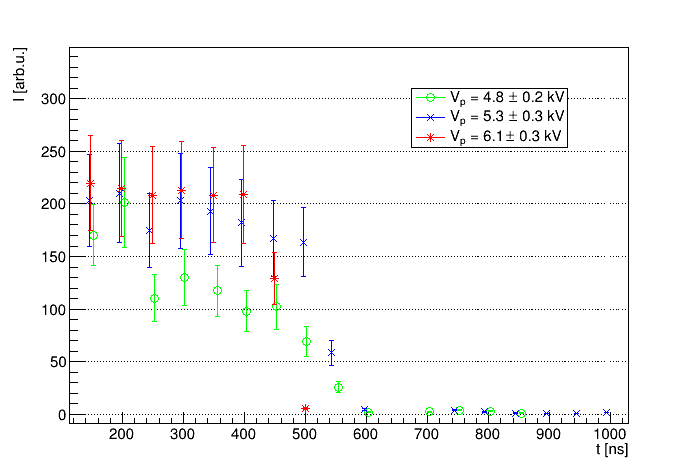 I [arb.u.]
300
250
200
150
100
50
0
V_p = 4.8 ± 0.2 kV
V_p = 5.3 ± 0.3 kV
V_p = 6.1± 0.3 kV
200 300 400 500 600 700 800 900 1000
t [ns]